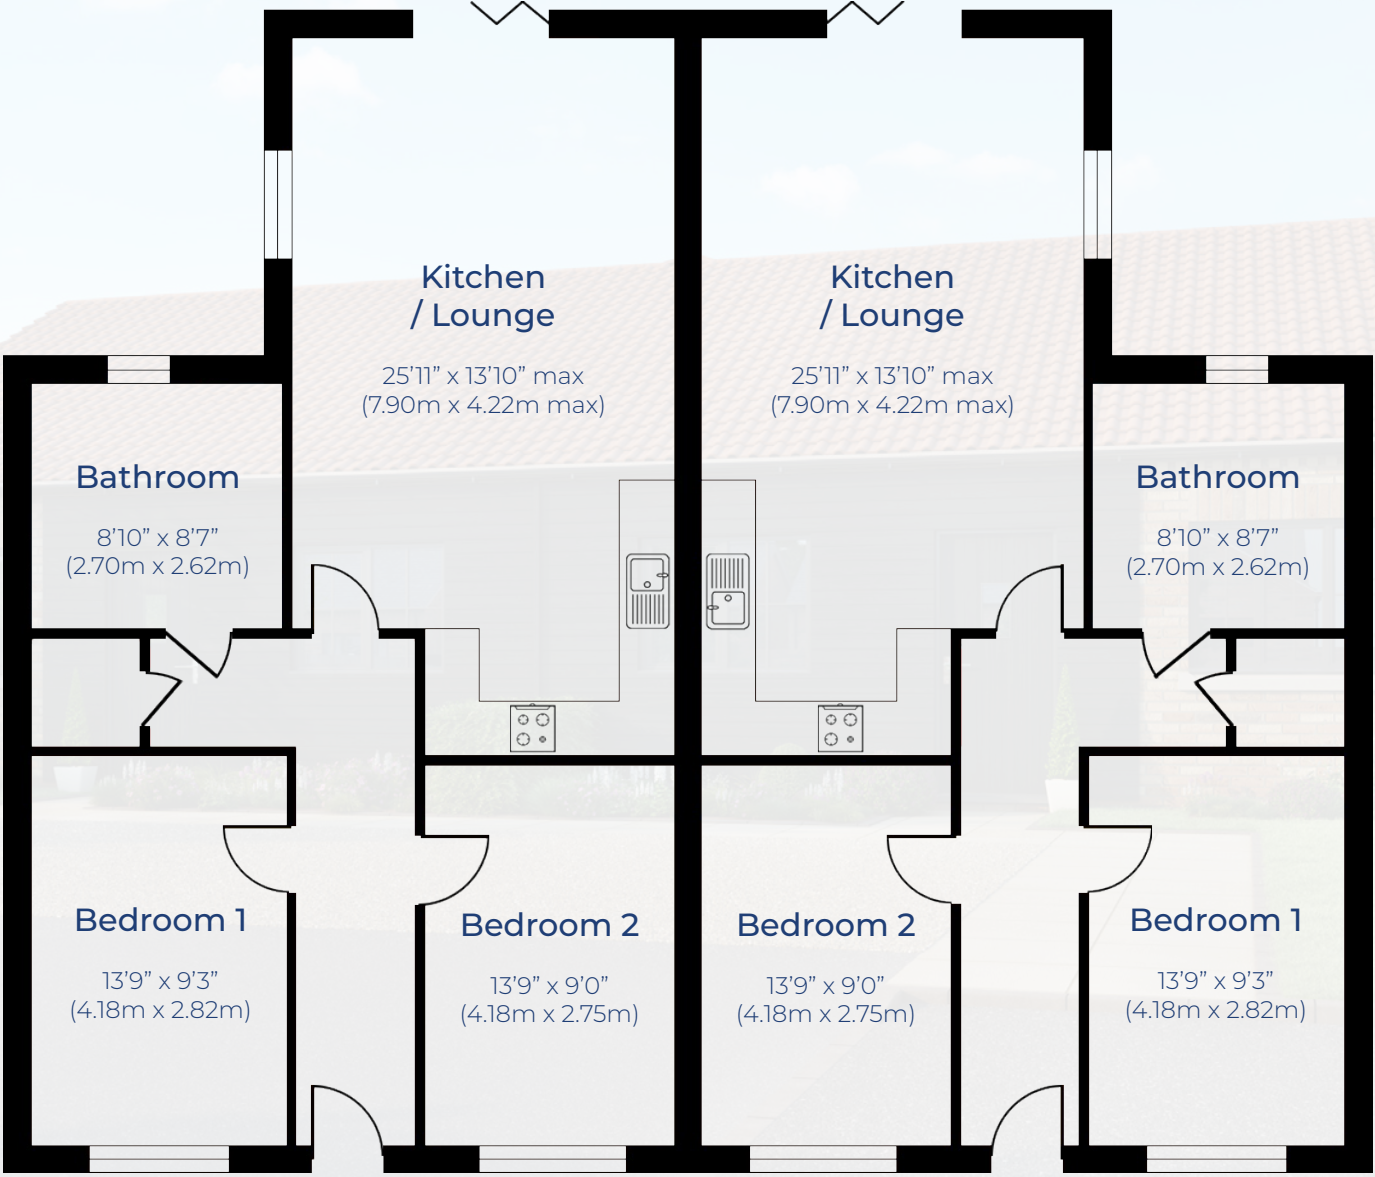 Kitchen
/ Lounge
25’11” x 13’10” max
(7.90m x 4.22m max)
Kitchen
/ Lounge
25’11” x 13’10” max
(7.90m x 4.22m max)
Bathroom
8’10” x 8’7”
(2.70m x 2.62m)
Bathroom
8’10” x 8’7”
(2.70m x 2.62m)
Bedroom 1
13’9” x 9’3”
(4.18m x 2.82m)
Bedroom 2
13’9” x 9’0”
(4.18m x 2.75m)
Bedroom 2
13’9” x 9’0”
(4.18m x 2.75m)
Bedroom 1
13’9” x 9’3”
(4.18m x 2.82m)